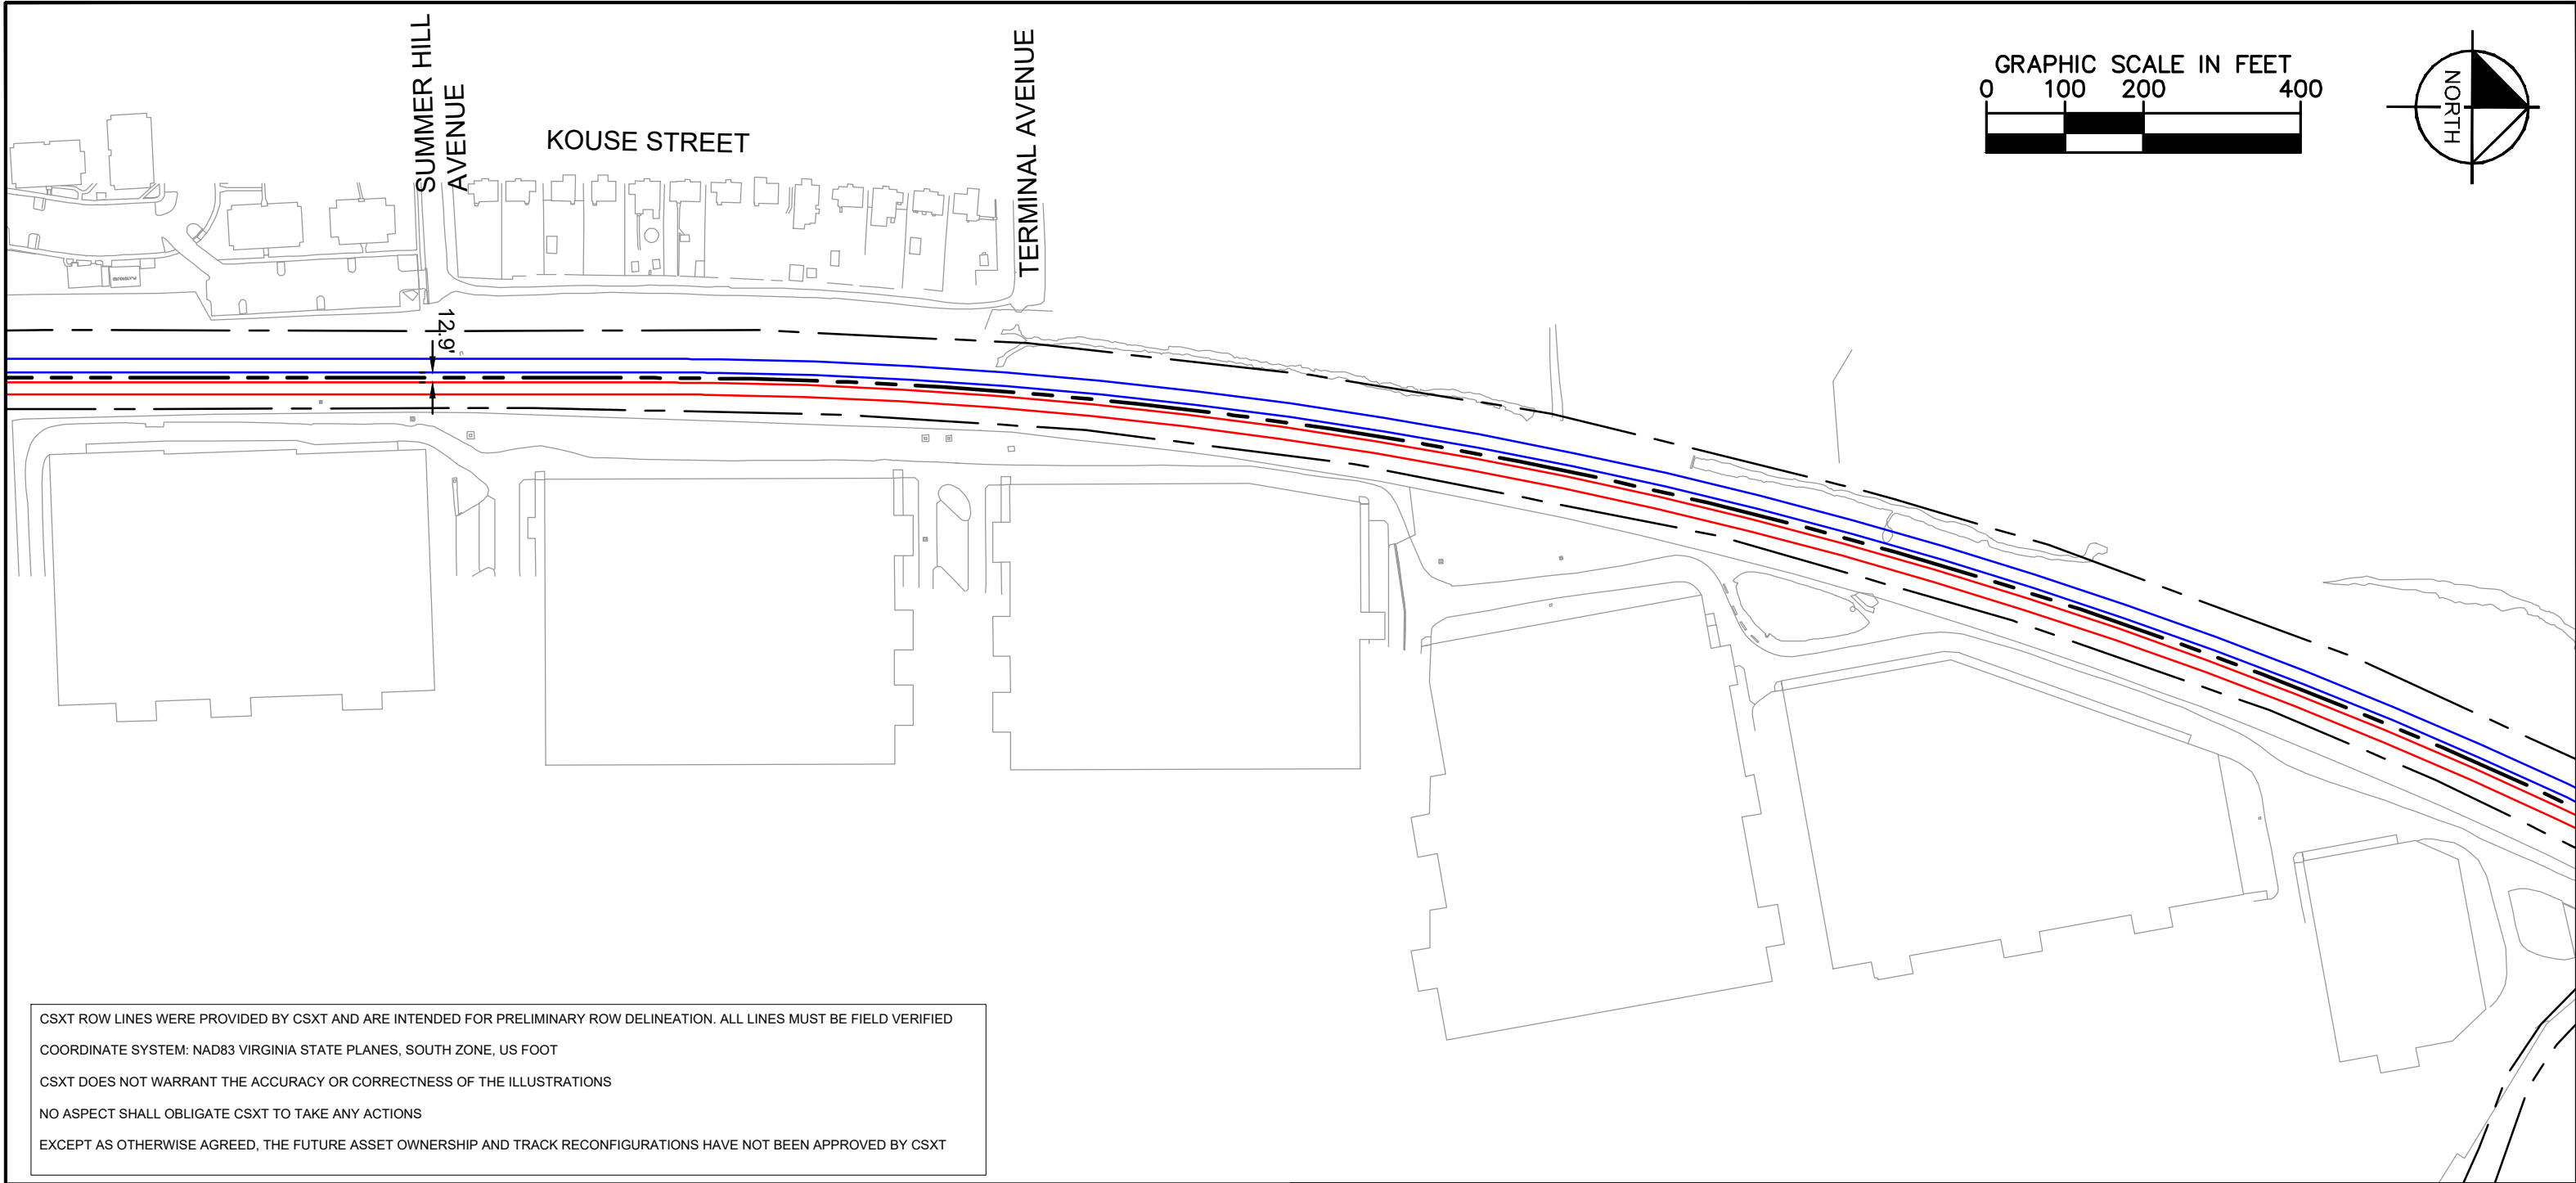 SUMMER HILL
AVENUE
KOUSE STREET
TERMINAL AVENUE
GRAPHIC SCALE IN FEET
0 100 200 400
NORTH
12.9'
CSXT ROW LINES WERE PROVIDED BY CSXT AND ARE INTENDED FOR PRELIMINARY ROW DELINEATION. ALL LINES MUST BE FIELD VERIFIED
COORDINATE SYSTEM: NAD83 VIRGINIA STATE PLANES, SOUTH ZONE, US FOOT
CSXT DOES NOT WARRANT THE ACCURACY OR CORRECTNESS OF THE ILLUSTRATIONS
NO ASPECT SHALL OBLIGATE CSXT TO TAKE ANY ACTIONS
EXCEPT AS OTHERWISE AGREED, THE FUTURE ASSET OWNERSHIP AND TRACK RECONFIGURATIONS HAVE NOT BEEN APPROVED BY CSXT